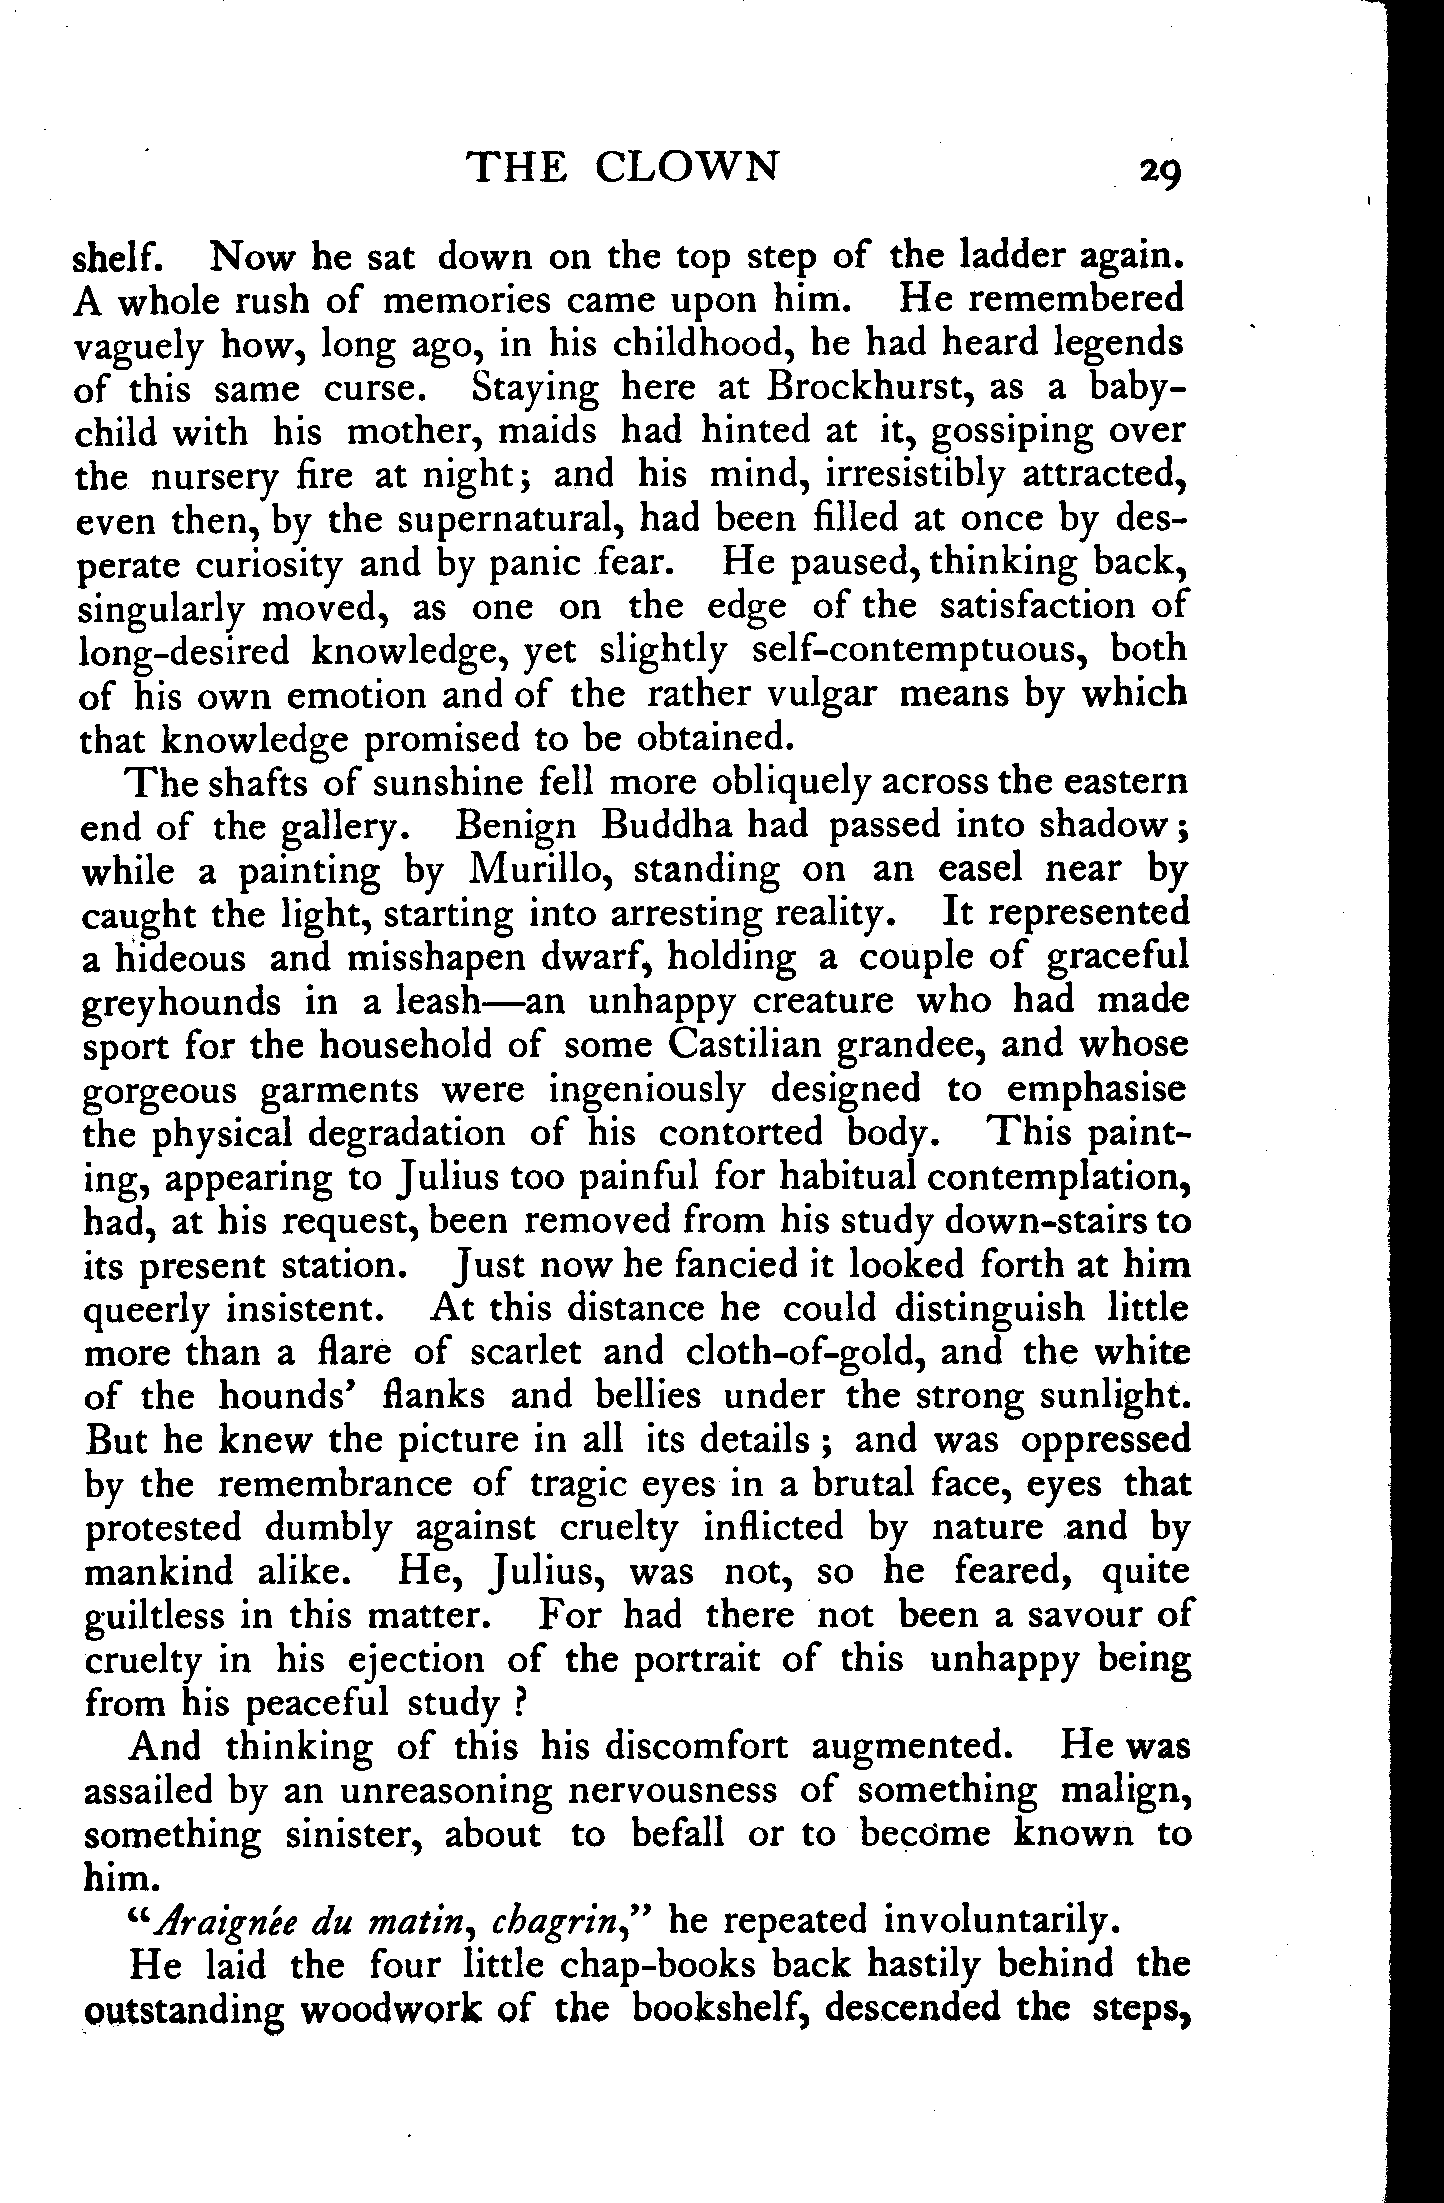 THE CLOWN 29
shelf. Now he sat down on the top step of the ladder again.
A whole rush of memories came upon him. He remembered
vaguely how, long ago, in his childhood, he had heard legends
of this same curse. Staying here at Brockhurst, as a baby-
child with his mother, maids had hinted at it, gossiping over
the nursery fire at night; and his mind, irresistibly attracted,
even then, by the supernatural, had been filled at once by des-
perate curiosity and by panic fear. He paused, thinking back,
singularly moved, as one on the edge of the satisfaction of
long-desired knowledge, yet slightly self-contemptuous, both
of his own emotion and of the rather vulgar means by which
that knowledge promised to be obtained.
The shafts of sunshine fell more obliquely across the eastern
end of the gallery. Benign Buddha had passed into shadow;
while a painting by Murillo, standing on an easel near by
caught the light, starting into arresting reality. It represented
a hideous and misshapen dwarf, holding a couple of graceful
greyhounds in a leash—an unhappy creature who had made
sport for the household of some Castilian grandee, and whose
gorgeous garments were ingeniously designed to emphasise
the physical degradation of his contorted body. This paint-
ing, appearing to Julius too painful for habitual contemplation,
had, at his request, been removed from his study down-stairs to
its present station. Just now he fancied it looked forth at him
queerly insistent. At this distance he could distinguish little
more than a flare of scarlet and cloth-of-gold, and the white
of the hounds' flanks and bellies under the strong sunlight.
But he knew the picture in all its details; and was oppressed
by the remembrance of tragic eyes in a brutal face, eyes that
protested dumbly against cruelty inflicted by nature and by
mankind alike. He, Julius, was not, so he feared, quite
guiltless in this matter. For had there not been a savour of
cruelty in his ejection of the portrait of this unhappy being
from his peaceful study?
And thinking of this his discomfort augmented. He was
assailed by an unreasoning nervousness of something malign,
something sinister, about to befall or to become known to
him.
"Araignée du matin, chagrin," he repeated involuntarily.
He laid the four little chap-books back hastily behind the
outstanding woodwork of the bookshelf, descended the steps,